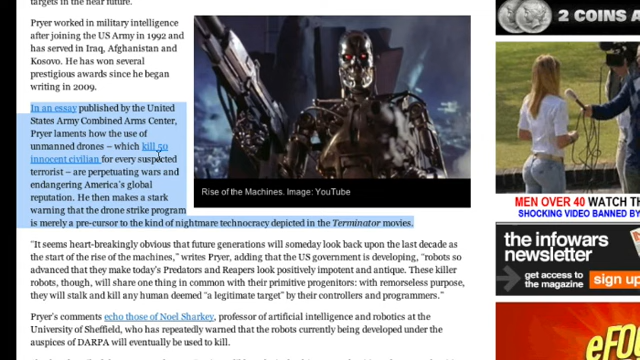 targets in the near future.
Pryer worked in military intelligence
after joining the US Army in 1992 and
has served in Iraq, Afghanistan and
Kosovo. He has won several
prestigious awards since he began
writing in 2009.
In an essay published by the United
States Army Combined Arms Center,
Pryer laments how the use of
unmanned drones – which kill 50
innocent civilian for every suspected
terrorist – are perpetuating wars and
endangering America's global
reputation. He then makes a stark
warning that the drone strike program
is merely a pre-cursor to the kind of nightmare technocracy depicted in the Terminator movies.
Rise of the Machines. Image: YouTube
"It seems heart-breakingly obvious that future generations will someday look back upon the last decade as
the start of the rise of the machines," writes Pryer, adding that the US government is developing, "robots so
advanced that they make today's Predators and Reapers look positively impotent and antique. These killer
robots, though, will share one thing in common with their primitive progenitors: with remorseless purpose,
they will stalk and kill any human deemed "a legitimate target" by their controllers and programmers."
Pryer's comments echo those of Noel Sharkey, professor of artificial intelligence and robotics at the
University of Sheffield, who has repeatedly warned that the robots currently being developed under the
auspices of DARPA will eventually be used to kill.
2 COINS
MEN OVER 40 WATCH TH
SHOCKING VIDEO BANNED B
the infowars
newsletter
get access to
the magazine
sign up
eFO